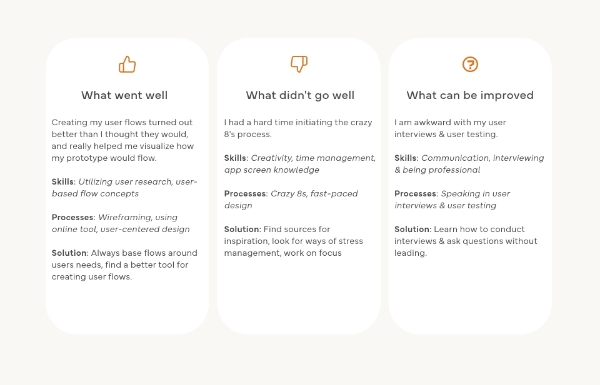 What went well
Creating my user flows turned out
better than I thought they would,
and really helped me visualize how
my prototype would flow.
Skills: Utilizing user research, user-
based flow concepts
Processes: Wireframing, using
online tool, user-centered design
Solution: Always base flows around
users needs, find a better tool for
creating user flows.
What didn't go well
I had a hard time initiating the crazy
8's process.
Skills: Creativity, time management,
app screen knowledge
Processes: Crazy 8s, fast-paced
design
Solution: Find sources for
inspiration, look for ways of stress
management, work on focus
What can be improved
I am awkward with my user
interviews & user testing.
Skills: Communication, interviewing
& being professional
Processes: Speaking in user
interviews & user testing
Solution: Learn how to conduct
interviews & ask questions without
leading.